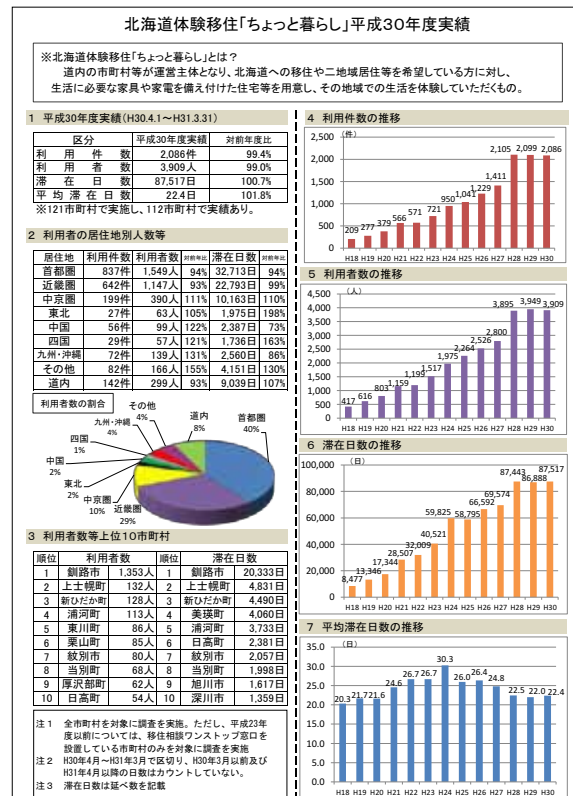 北海道体験移住「ちょっと暮らし」平成30年度実績
※北海道体験移住「ちょっと暮らし」とは？
道内の市町村等が運営主体となり、北海道への移住や二地域居住等を希望している方に対し、
生活に必要な家具や家電を備え付けた住宅等を用意し、その地域での生活を体験していただくもの。
1 平成30年度実績（H30.4.1～H31.3.31）
区分 平成30年度実績 対前年度比
利用件数 2,086件 99.4%
利用者数 3,909人 99.0%
滞在日数 87,517日 100.7%
平均滞在日数 22.4日 101.8%
※121市町村で実施し、112市町村で実績あり。
2 利用者の居住地別人数等
居住地 利用件数 利用者数 対前年比 滞在日数 対前年比
首都圏 837件 1,549人 94% 32,713日 94%
近畿圏 642件 1,147人 93% 22,793日 99%
中京圏 199件 390人 111% 10,163日 110%
東北 27件 63人 105% 1,975日 198%
中国 56件 99人 122% 2,387日 73%
四国 29件 57人 121% 1,736日 163%
九州・沖縄 72件 139人 131% 2,560日 86%
その他 82件 166人 155% 4,151日 130%
道内 142件 299人 93% 9,039日 107%
利用者数の割合
首都圏 40%
近畿圏 29%
中京圏 10%
東北 2%
中国 2%
四国 1%
九州・沖縄 4%
その他 4%
道内 8%
3 利用者数等上位10市町村
順位 利用者数 順位 滞在日数
1 釧路市 1,353人 1 釧路市 20,333日
2 上士幌町 132人 2 上士幌町 4,831日
3 新ひだか町 128人 3 新ひだか町 4,490日
4 浦河町 113人 4 美瑛町 4,060日
5 東川町 86人 5 浦河町 3,733日
6 栗山町 85人 6 日高町 2,381日
7 紋別市 80人 7 紋別市 2,057日
8 当別町 68人 8 当別町 1,998日
9 厚沢部町 62人 9 旭川市 1,617日
10 日高町 54人 10 深川市 1,359日
注1 全市町村を対象に調査を実施。ただし、平成23年
度以前については、移住相談ワンストップ窓口を
設置している市町村のみを対象に調査を実施
注2 H30年4月～H31年3月で区切り、H30年3月以前及び
H31年4月以降の日数はカウントしていない。
注3 滞在日数は延べ数を記載
4 利用件数の推移
（件）
2,500
2,000
1,500
1,000
500
0
209 277 379 566 571 721 950 1,041 1,229 1,411 2,105 2,099 2,086
H18 H19 H20 H21 H22 H23 H24 H25 H26 H27 H28 H29 H30
5 利用者数の推移
（人）
4,500
4,000
3,500
3,000
2,500
2,000
1,500
1,000
500
0
417 616 803 1,159 1,199 1,517 1,975 2,264 2,526 2,800 3,895 3,949 3,909
H18 H19 H20 H21 H22 H23 H24 H25 H26 H27 H28 H29 H30
6 滞在日数の推移
（日）
100,000
80,000
60,000
40,000
20,000
0
8,477 13,346 17,344 28,507 32,009 40,521 59,825 58,795 66,592 69,574 87,443 86,888 87,517
H18 H19 H20 H21 H22 H23 H24 H25 H26 H27 H28 H29 H30
7 平均滞在日数の推移
（日）
35.0
30.0
25.0
20.0
15.0
10.0
5.0
0.0
20.3 21.7 21.6 24.6 26.7 26.7 30.3 26.0 26.4 24.8 22.5 22.0 22.4
H18 H19 H20 H21 H22 H23 H24 H25 H26 H27 H28 H29 H30